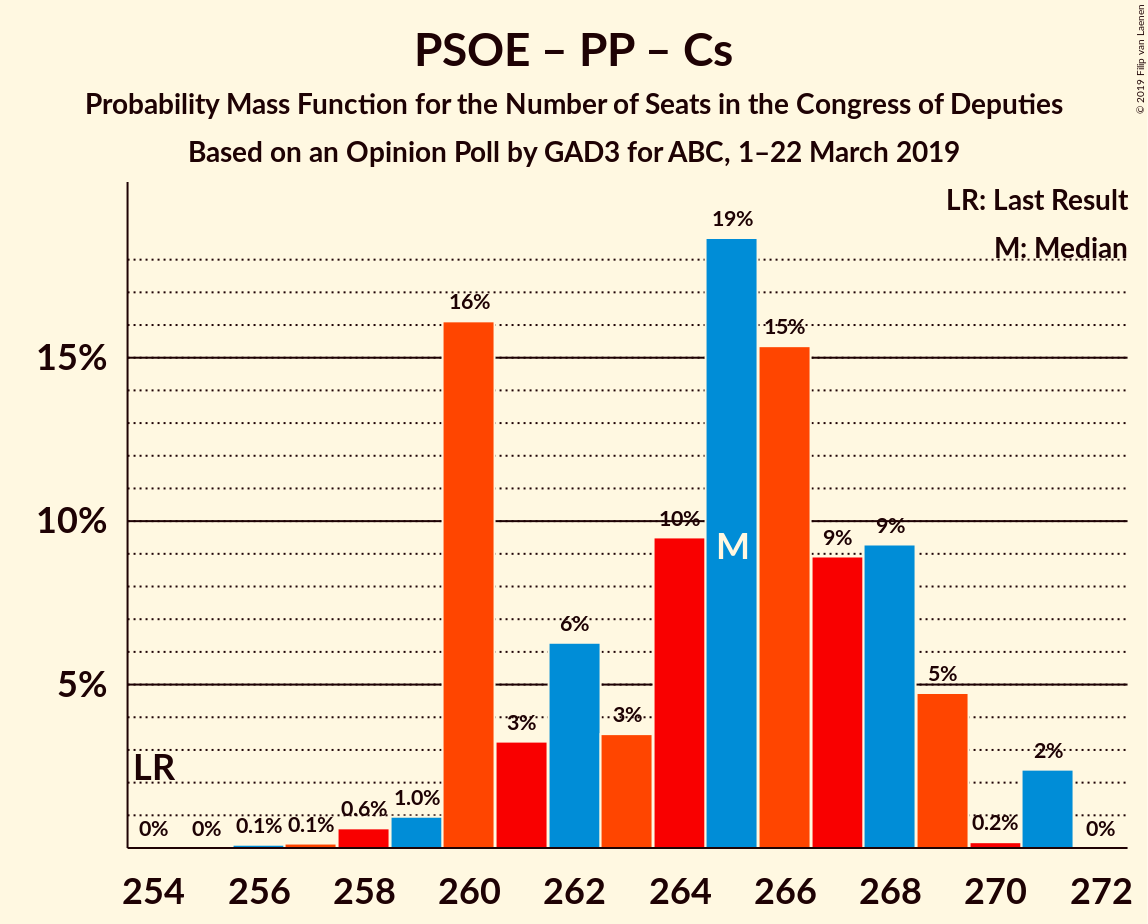 PSOE – PP – Cs
Probability Mass Function for the Number of Seats in the Congress of Deputies
Based on an Opinion Poll by GAD3 for ABC, 1–22 March 2019
© 2019 Filip van Laenen
LR: Last Result
M: Median
15%
10%
5%
LR
0%
0%
0.1%
0.1%
0.6%
1.0%
16%
3%
6%
3%
10%
19%
M
15%
9%
9%
5%
0.2%
2%
0%
254 256 258 260 262 264 266 268 270 272